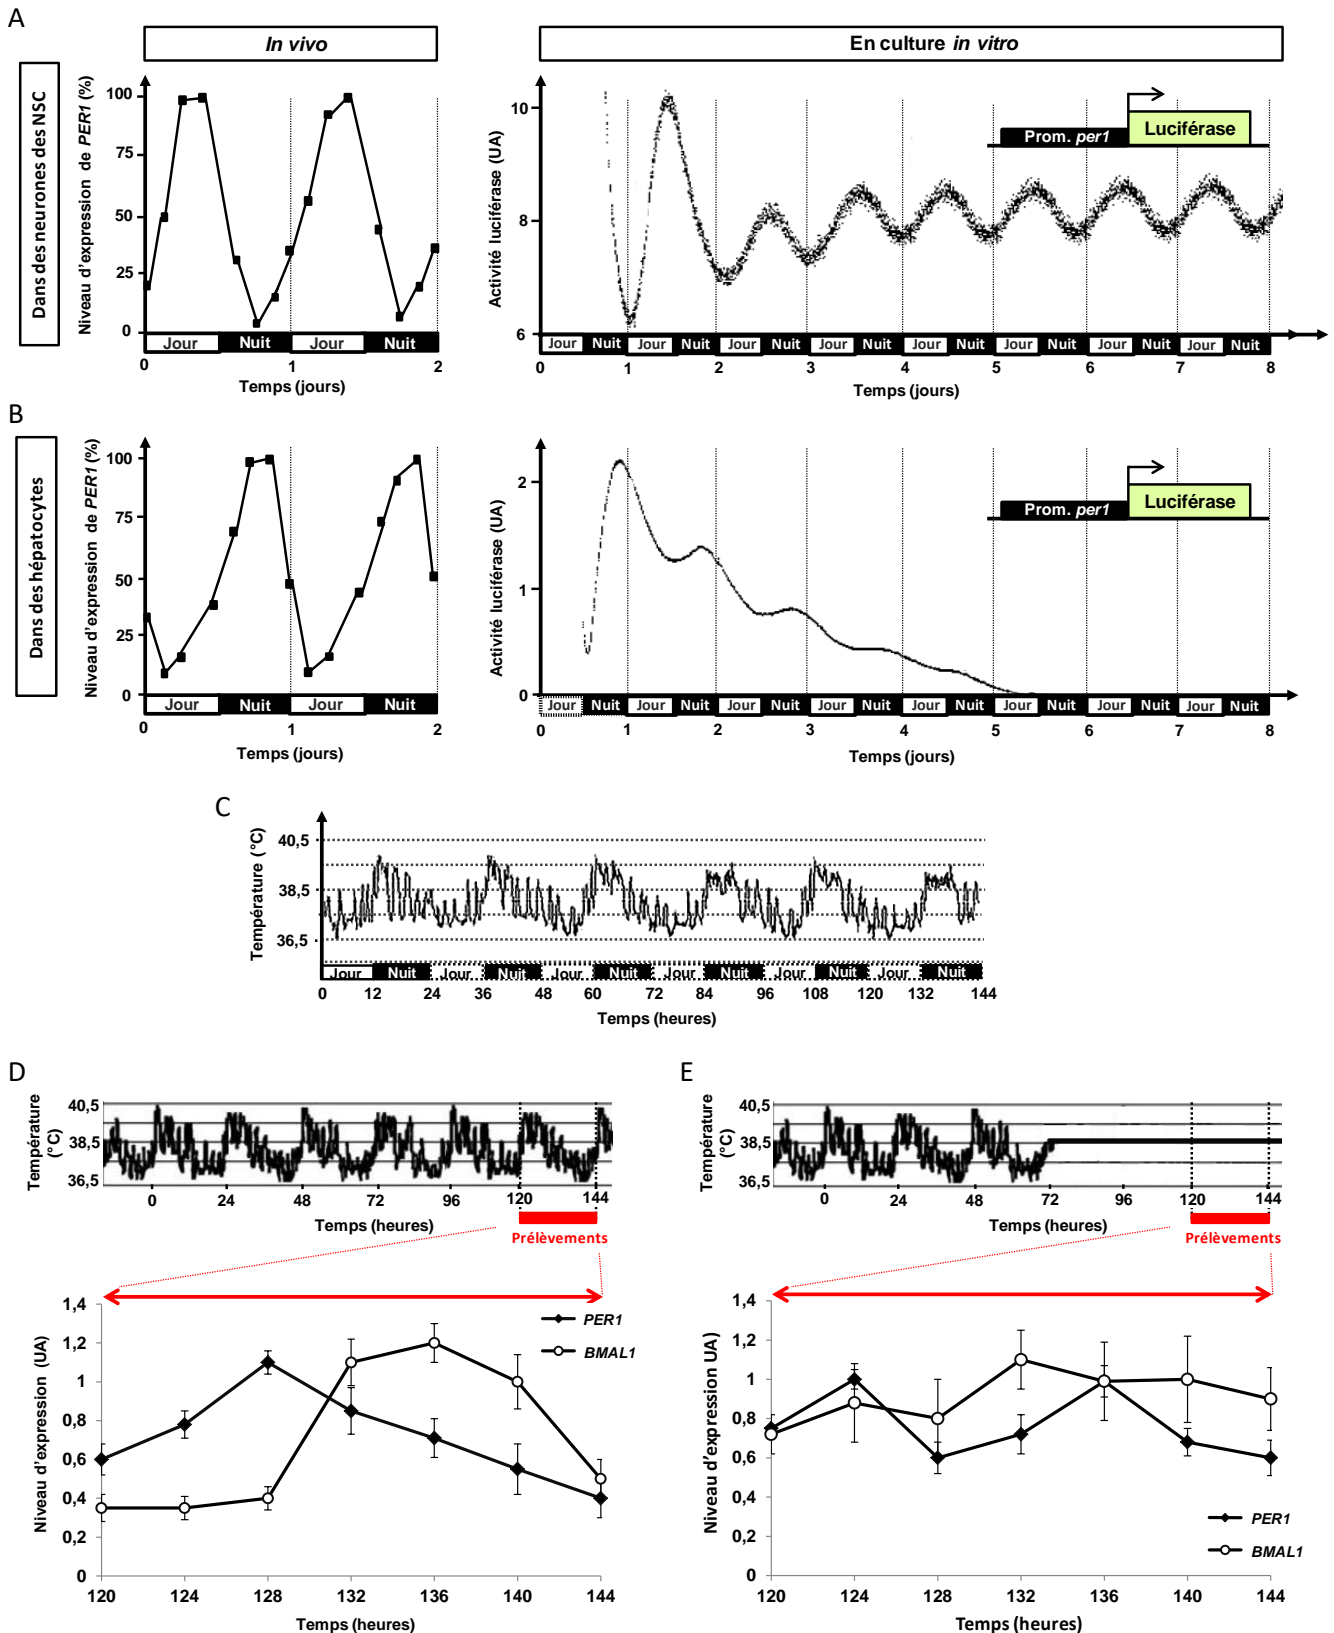 A
In vivo
En culture in vitro
Dans des neurones des NSC
Niveau d'expression de PER1 (%)
100
75
50
25
0
Jour Nuit Jour Nuit
0 1 2
Temps (jours)
Activité luciférase (UA)
10
8
6
Prom. per1
Luciférase
Jour Nuit Jour Nuit Jour Nuit Jour Nuit Jour Nuit Jour Nuit Jour Nuit Jour Nuit
0 1 2 3 4 5 6 7 8
Temps (jours)
B
Dans des hépatocytes
Niveau d'expression de PER1 (%)
100
75
50
25
0
Jour Nuit Jour Nuit
0 1 2
Temps (jours)
Activité luciférase (UA)
2
1
0
Prom. per1
Luciférase
Jour Nuit Jour Nuit Jour Nuit Jour Nuit Jour Nuit Jour Nuit Jour Nuit Jour Nuit
0 1 2 3 4 5 6 7 8
Temps (jours)
C
Température (°C)
40,5
38,5
36,5
Jour Nuit Jour Nuit Jour Nuit Jour Nuit Jour Nuit Jour Nuit
0 12 24 36 48 60 72 84 96 108 120 132 144
Temps (heures)
D
Température (°C)
40,5
38,5
36,5
0 24 48 72 96 120 144
Temps (heures)
Prélèvements
Niveau d'expression (UA)
1,4
1,2
1
0,8
0,6
0,4
0,2
0
PER1
BMAL1
120 124 128 132 136 140 144
Temps (heures)
E
Température (°C)
40,5
38,5
36,5
0 24 48 72 96 120 144
Temps (heures)
Prélèvements
Niveau d'expression UA)
1,4
1,2
1
0,8
0,6
0,4
0,2
0
PER1
BMAL1
120 124 128 132 136 140 144
Temps (heures)